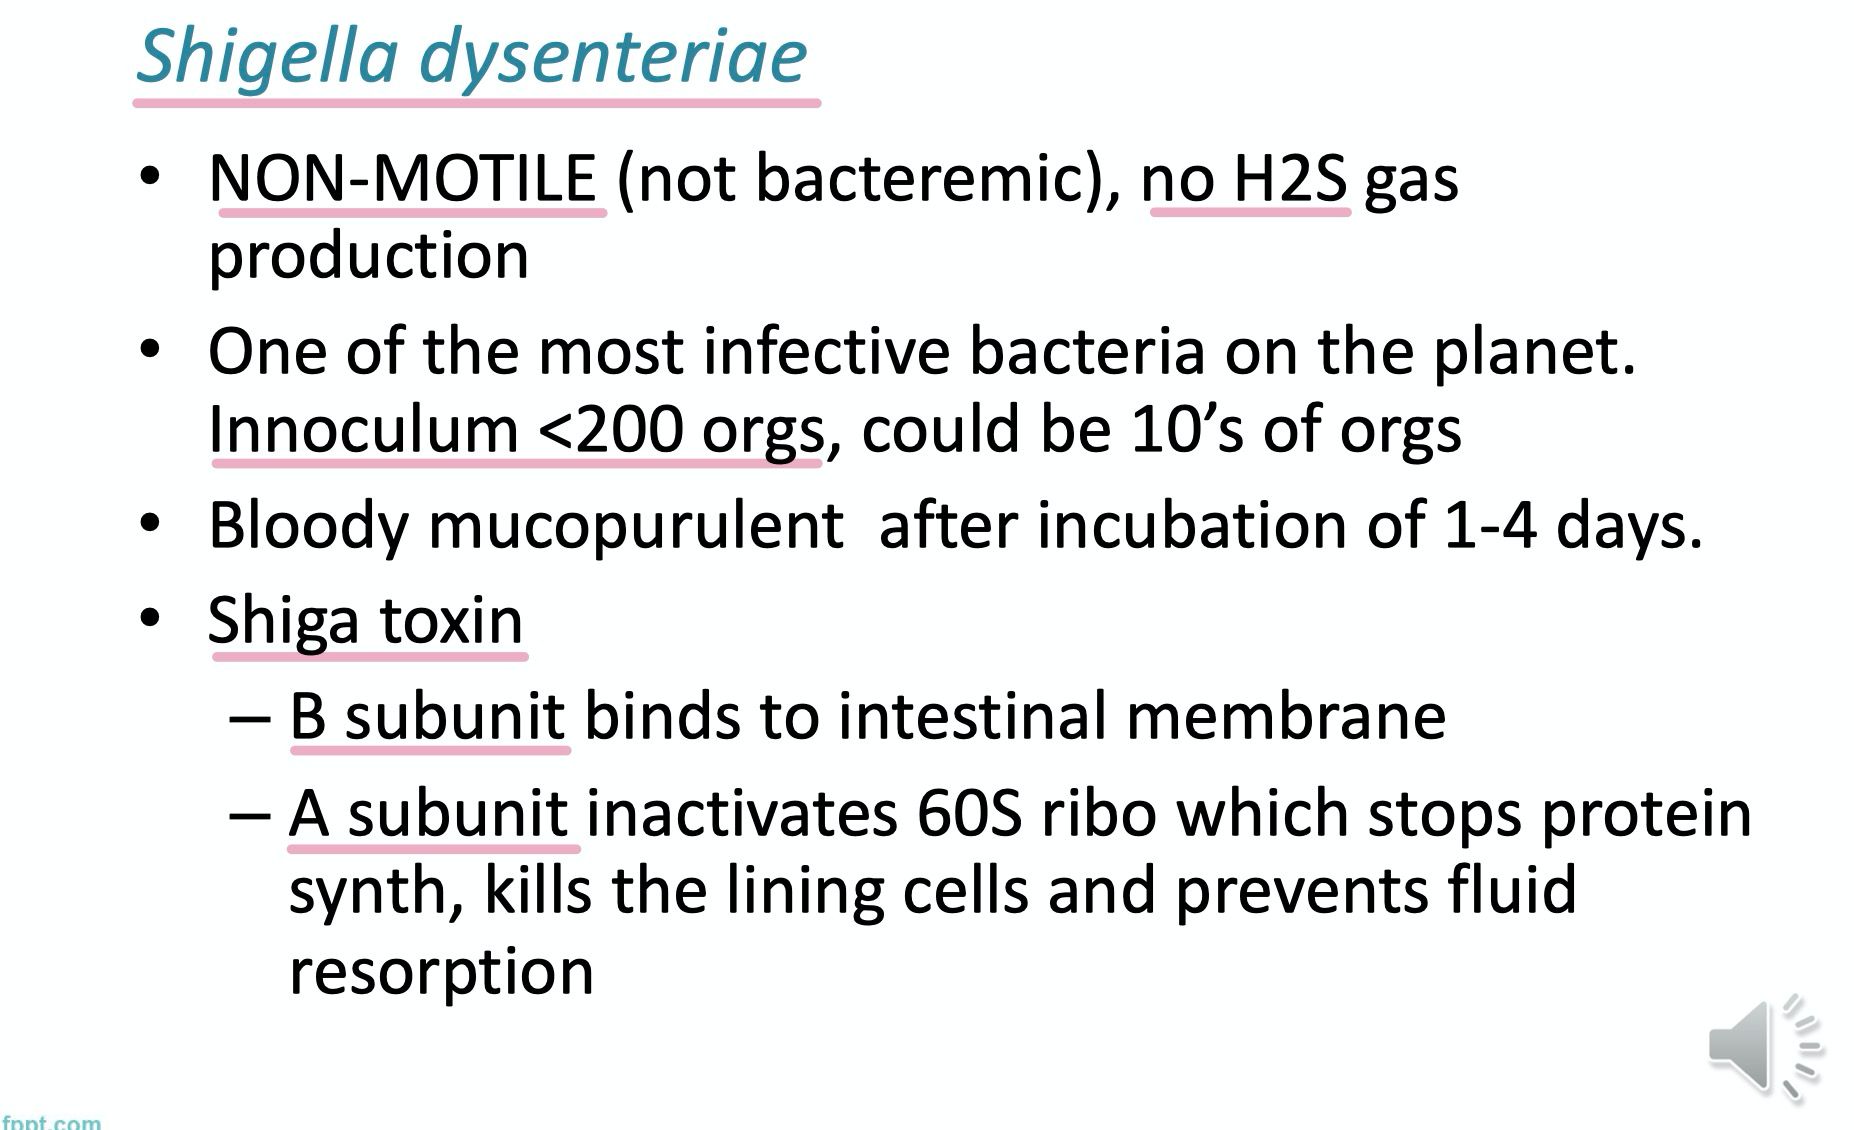 Shigella dysenteriae
• NON-MOTILE (not bacteremic), no H2S gas
production
• One of the most infective bacteria on the planet.
Innoculum <200 orgs, could be 10’s of orgs
• Bloody mucopurulent  after incubation of 1-4 days.
• Shiga toxin
– B subunit binds to intestinal membrane
– A subunit inactivates 60S ribo which stops protein
synth, kills the lining cells and prevents fluid
resorption
fppt.com